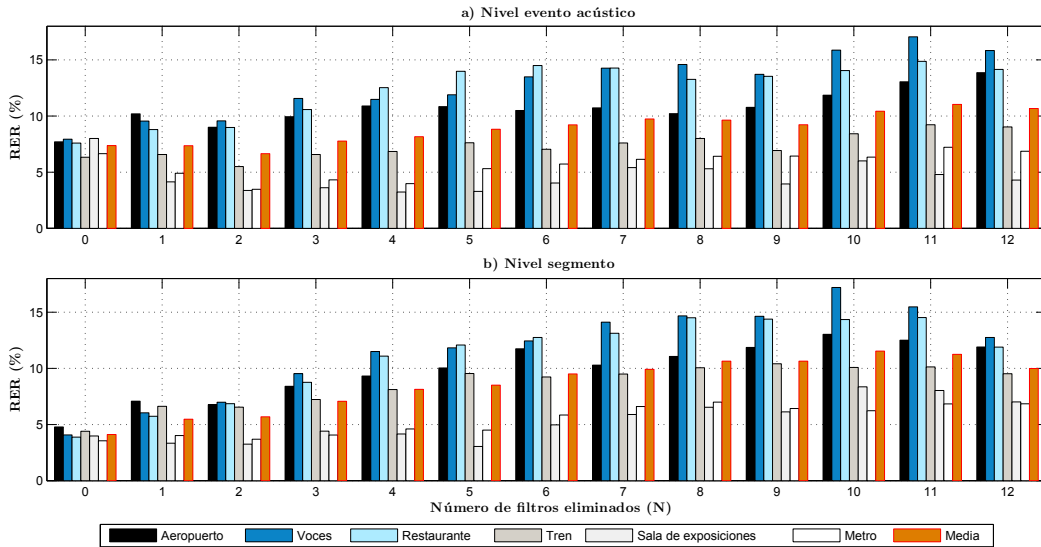 a) Nivel evento acústico
RER (%)
15
10
5
0
0 1 2 3 4 5 6 7 8 9 10 11 12
b) Nivel segmento
RER (%)
15
10
5
0
0 1 2 3 4 5 6 7 8 9 10 11 12
Número de filtros eliminados (N)
Aeropuerto Voces Restaurante Tren Sala de exposiciones Metro Media